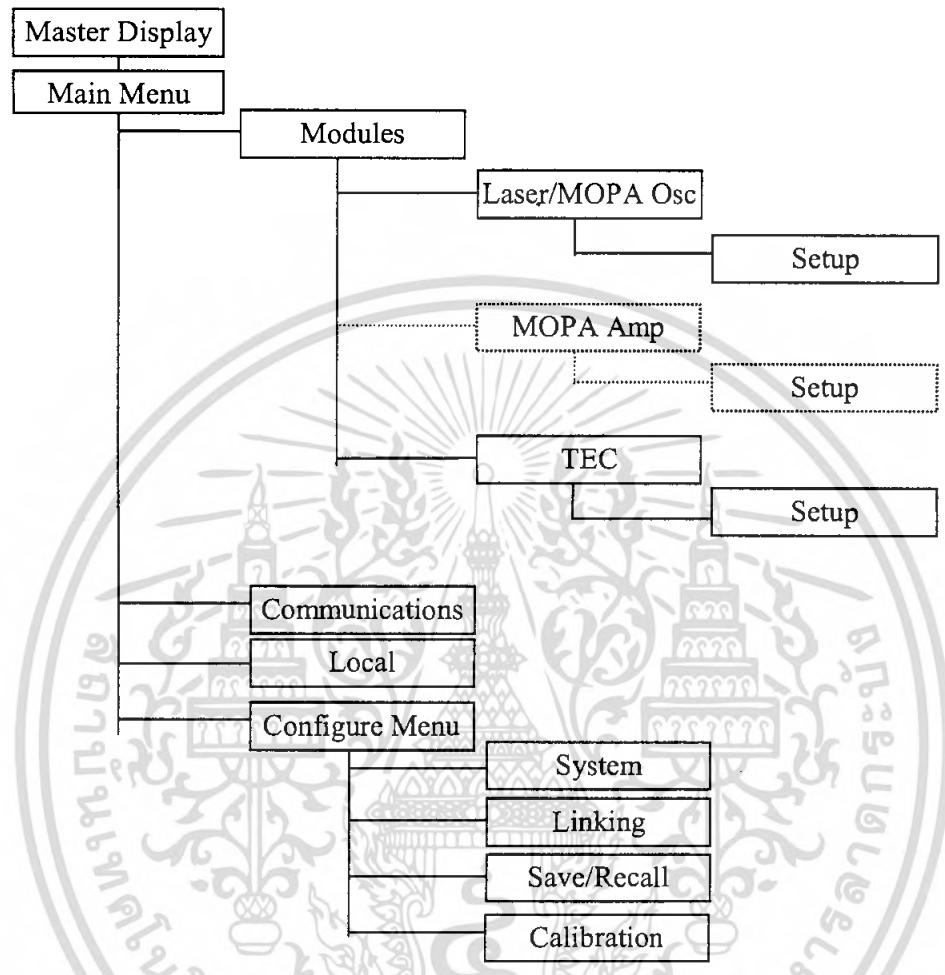 Master Display
Main Menu
Modules
Laser/MOPA Osc
Setup
MOPA Amp
Setup
TEC
Setup
Communications
Local
Configure Menu
System
Linking
Save/Recall
Calibration